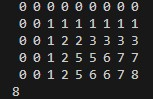 0 0 0 0 0 0 0 0 0
0 0 1 1 1 1 1 1 1
0 0 1 2 2 3 3 3 3
0 0 1 2 5 5 6 7 7
0 0 1 2 5 6 6 7 8
8